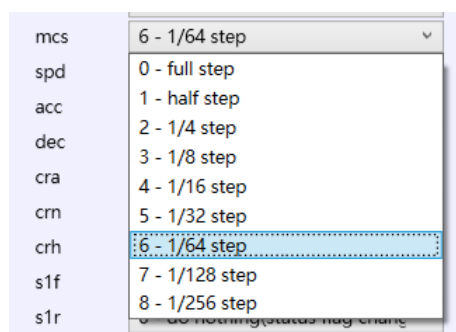 mcs 6 - 1/64 step
spd 0 - full step
acc 1 - half step
dec 2 - 1/4 step
3 - 1/8 step
cra 4 - 1/16 step
crn 5 - 1/32 step
crh 6 - 1/64 step
s1f 7 - 1/128 step
8 - 1/256 step
s1r